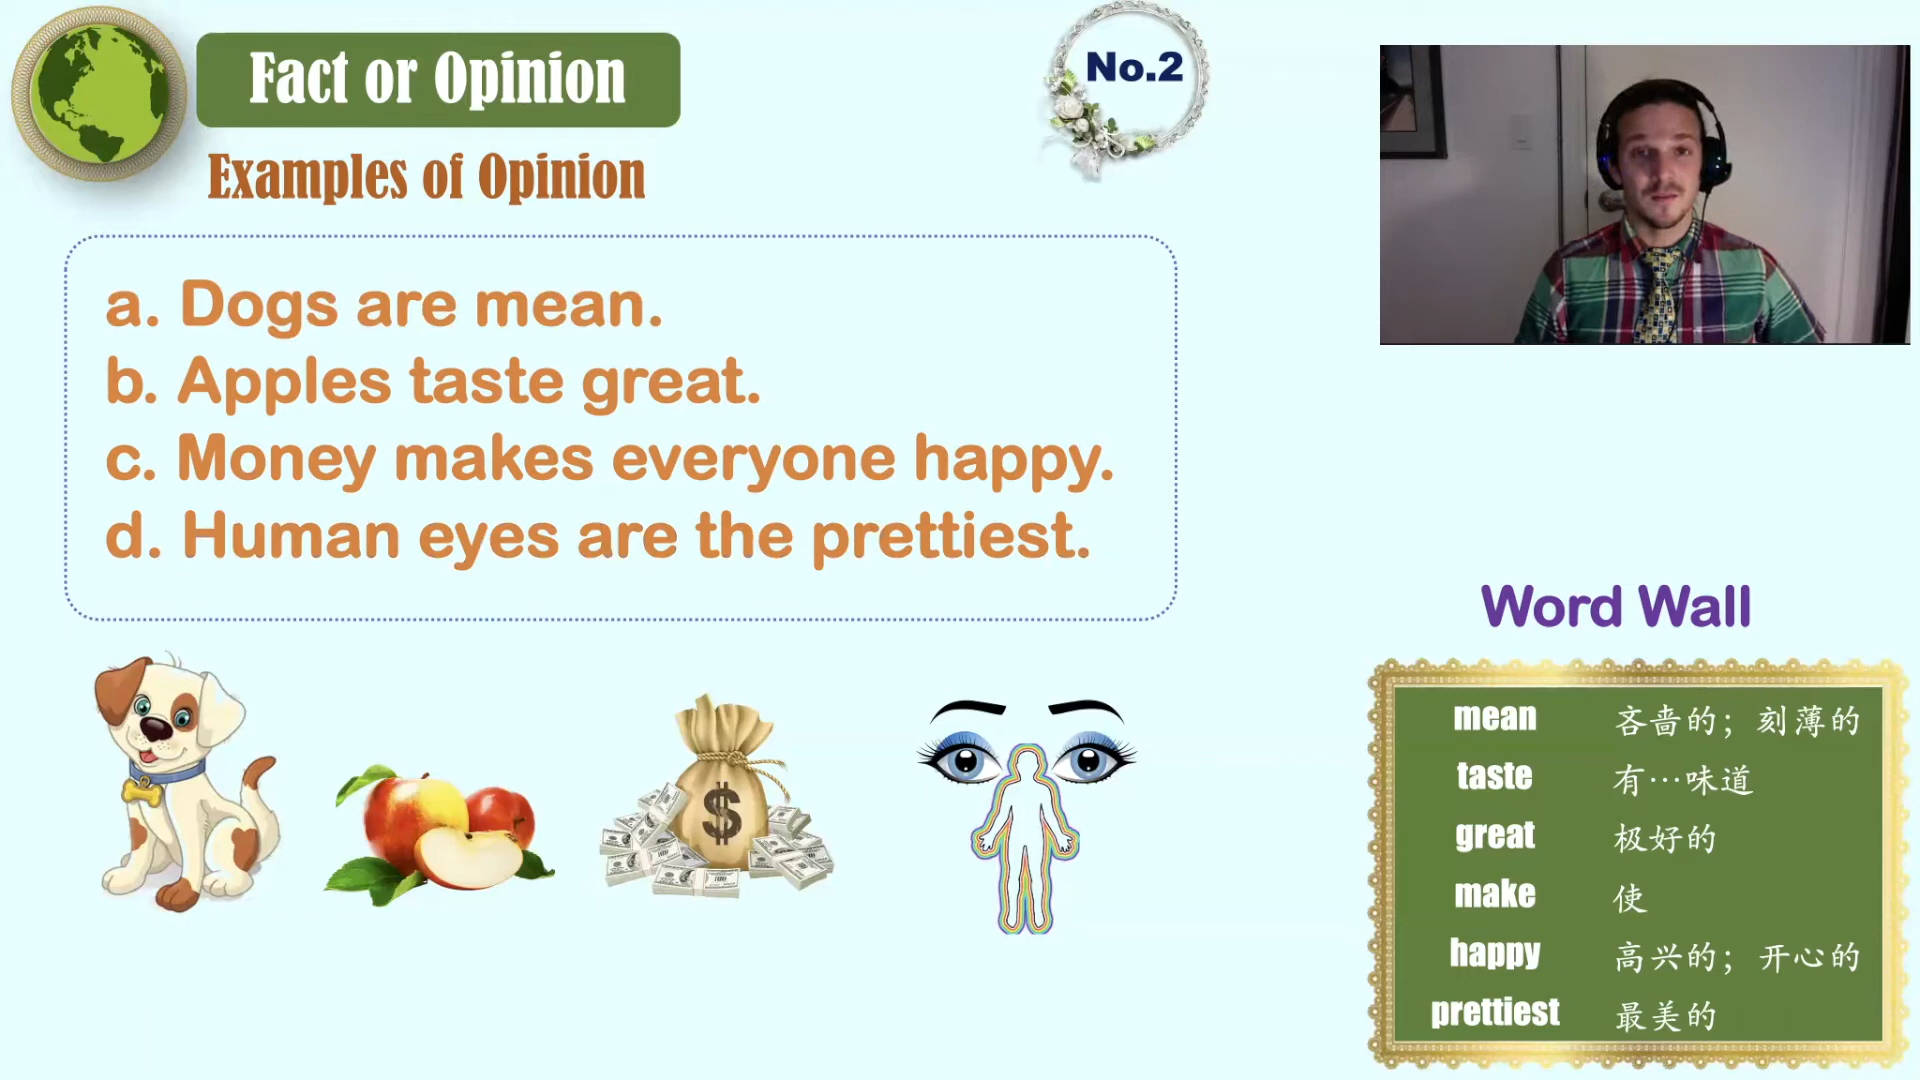 Fact or Opinion
No.2
Examples of Opinion
a. Dogs are mean.
b. Apples taste great.
c. Money makes everyone happy.
d. Human eyes are the prettiest.
$
Word Wall
mean 吝啬的；刻薄的
taste 有…味道
great 极好的
make 使
happy 高兴的；开心的
prettiest 最美的